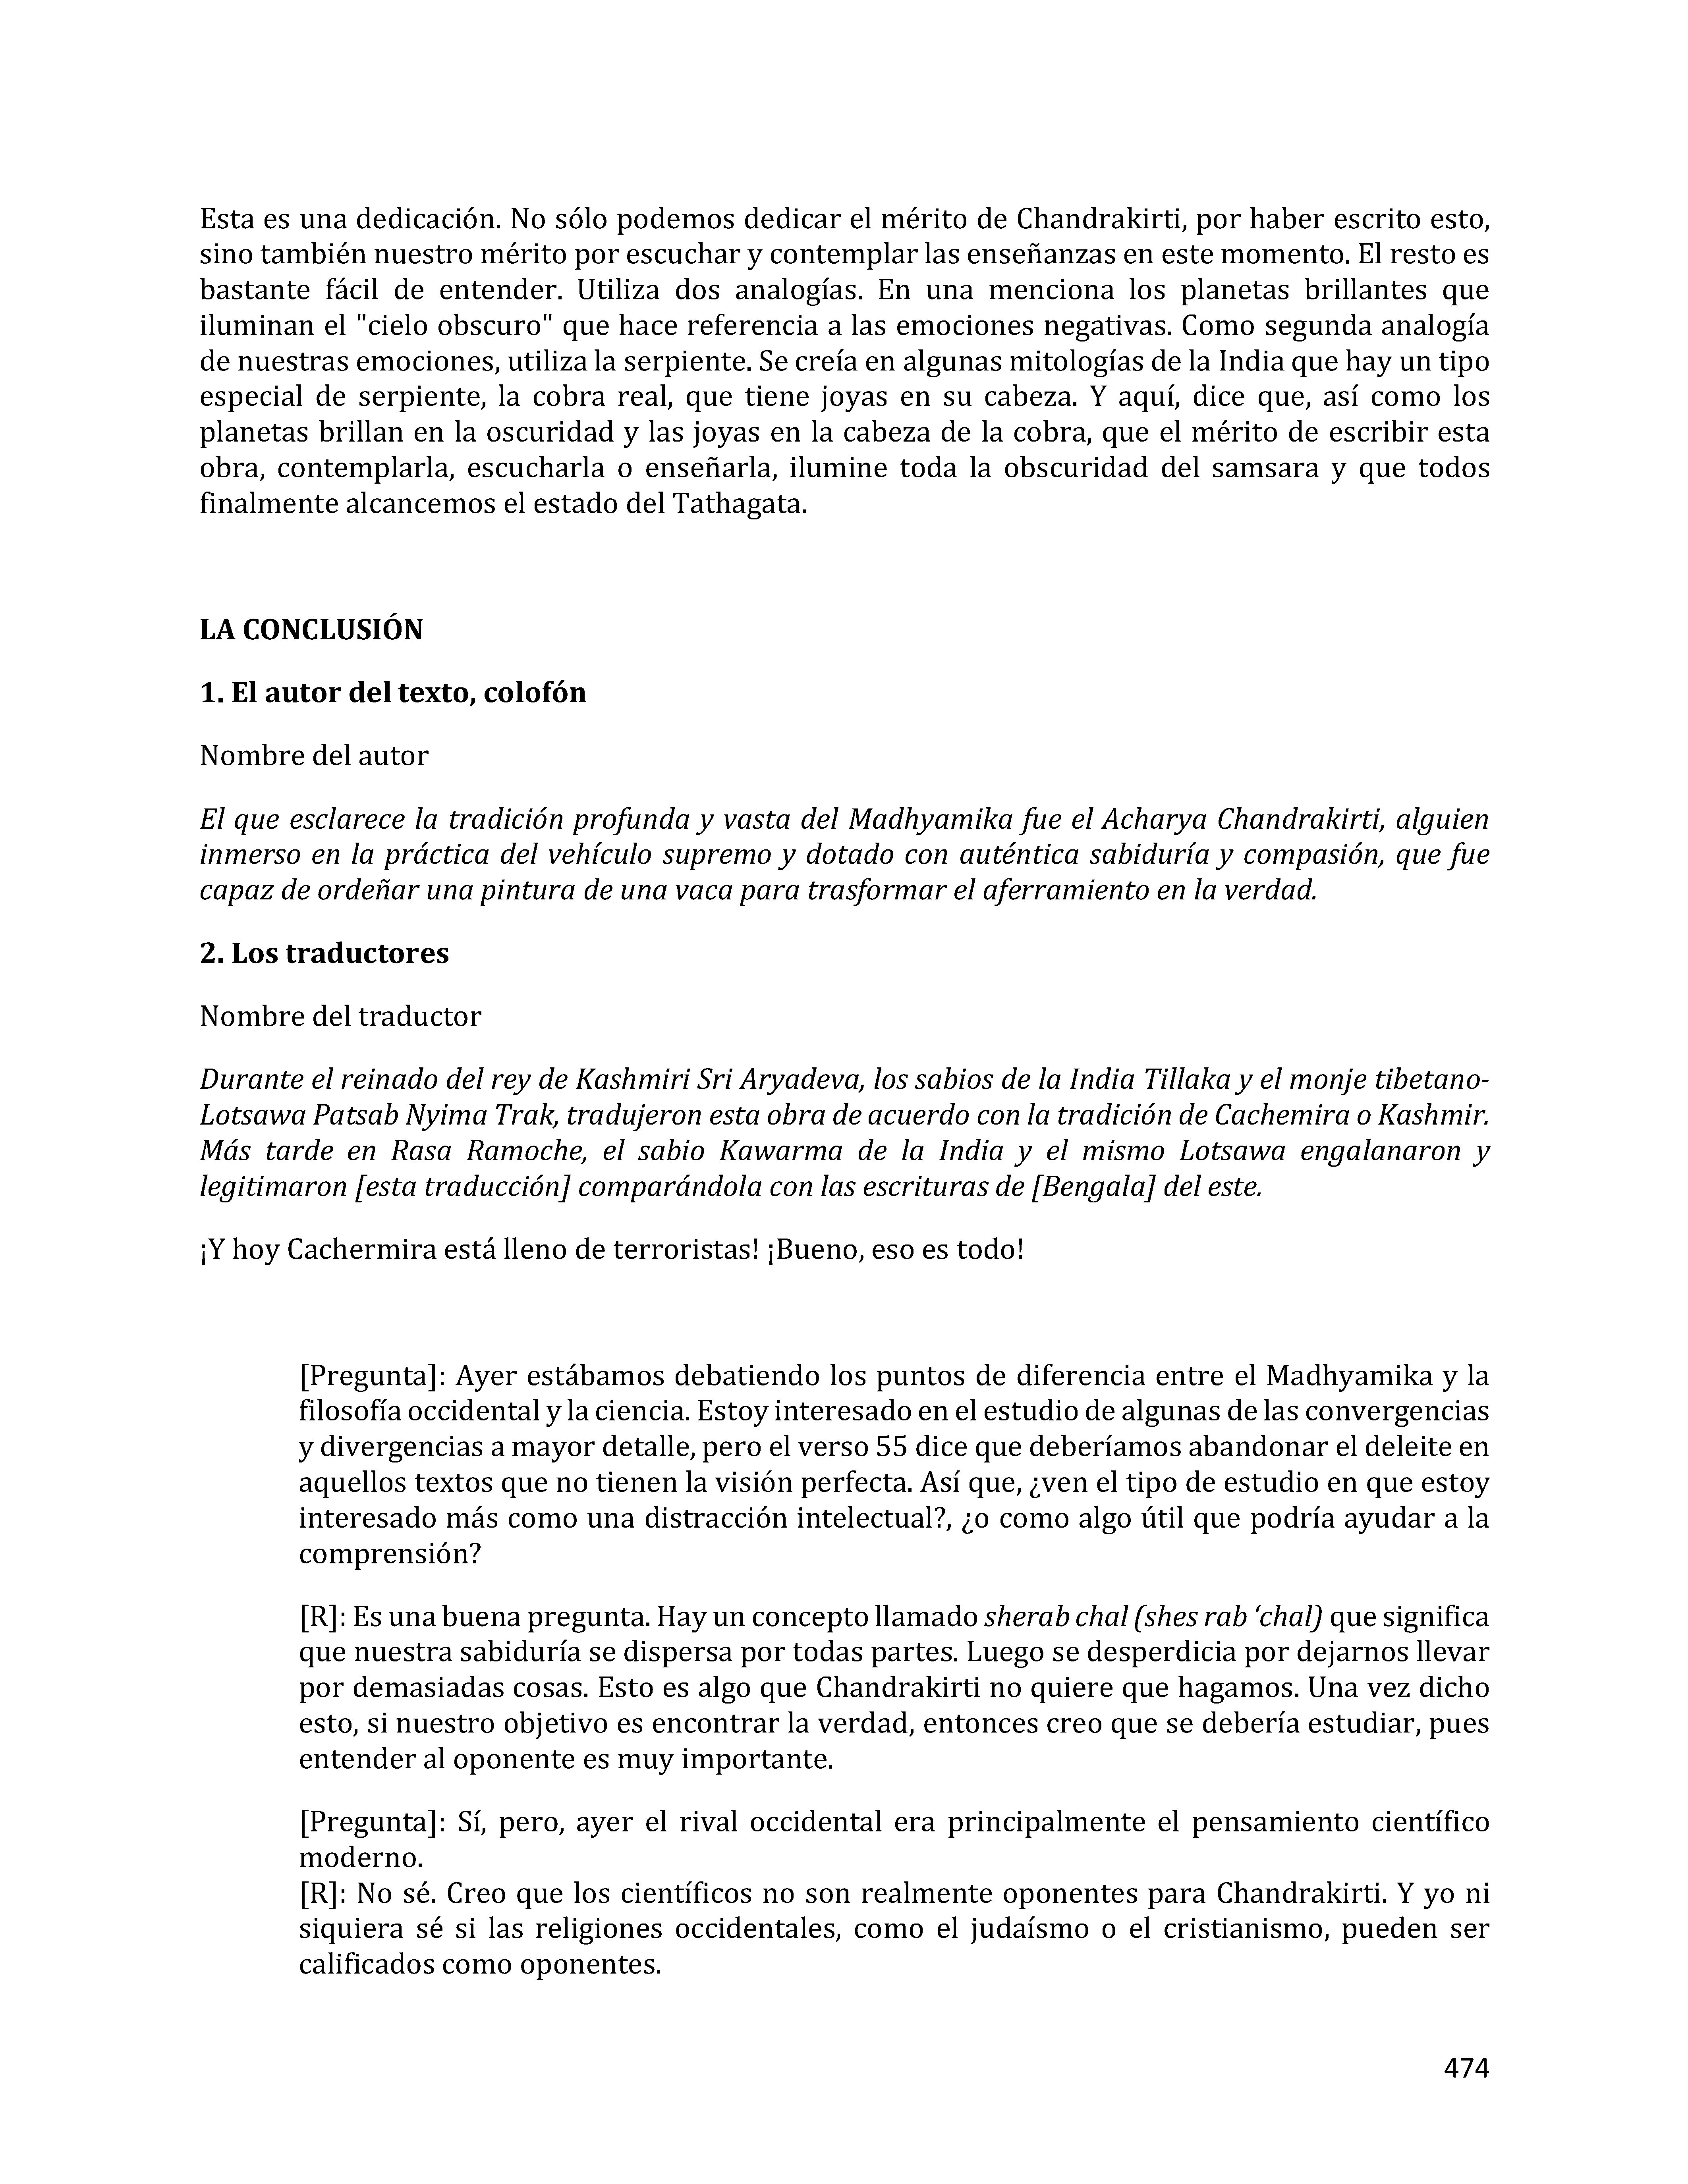 Esta es una dedicación. No sólo podemos dedicar el mérito de Chandrakirti, por haber escrito esto,
sino también nuestro mérito por escuchar y contemplar las enseñanzas en este momento. El resto es
bastante fácil de entender. Utiliza dos analogías. En una menciona los planetas brillantes que
iluminan el "cielo obscuro" que hace referencia a las emociones negativas. Como segunda analogía
de nuestras emociones, utiliza la serpiente. Se creía en algunas mitologías de la India que hay un tipo
especial de serpiente, la cobra real, que tiene joyas en su cabeza. Y aquí, dice que, así como los
planetas brillan en la oscuridad y las joyas en la cabeza de la cobra, que el mérito de escribir esta
obra, contemplarla, escucharla o enseñarla, ilumine toda la obscuridad del samsara y que todos
finalmente alcancemos el estado del Tathagata.
LA CONCLUSIÓN
1. El autor del texto, colofón
Nombre del autor
El que esclarece la tradición profunda y vasta del Madhyamika fue el Acharya Chandrakirti, alguien
inmerso en la práctica del vehículo supremo y dotado con auténtica sabiduría y compasión, que fue
capaz de ordeñar una pintura de una vaca para trasformar el aferramiento en la verdad.
2. Los traductores
Nombre del traductor
Durante el reinado del rey de Kashmiri Sri Aryadeva, los sabios de la India Tillaka y el monje tibetano-
Lotsawa Patsab Nyima Trak, tradujeron esta obra de acuerdo con la tradición de Cachemira o Kashmir.
Más tarde en Rasa Ramoche, el sabio Kawarma de la India y el mismo Lotsawa engalanaron y
legitimaron [esta traducción] comparándola con las escrituras de [Bengala] del este.
¡Y hoy Cachermira está lleno de terroristas! ¡Bueno, eso es todo!
[Pregunta]: Ayer estábamos debatiendo los puntos de diferencia entre el Madhyamika y la
filosofía occidental y la ciencia. Estoy interesado en el estudio de algunas de las convergencias
y divergencias a mayor detalle, pero el verso 55 dice que deberíamos abandonar el deleite en
aquellos textos que no tienen la visión perfecta. Así que, ¿ven el tipo de estudio en que estoy
interesado más como una distracción intelectual?, ¿o como algo útil que podría ayudar a la
comprensión?
[R]: Es una buena pregunta. Hay un concepto llamado sherab chal (shes rab ‘chal) que significa
que nuestra sabiduría se dispersa por todas partes. Luego se desperdicia por dejarnos llevar
por demasiadas cosas. Esto es algo que Chandrakirti no quiere que hagamos. Una vez dicho
esto, si nuestro objetivo es encontrar la verdad, entonces creo que se debería estudiar, pues
entender al oponente es muy importante.
[Pregunta]: Sí, pero, ayer el rival occidental era principalmente el pensamiento científico
moderno.
[R]: No sé. Creo que los científicos no son realmente oponentes para Chandrakirti. Y yo ni
siquiera sé si las religiones occidentales, como el judaísmo o el cristianismo, pueden ser
calificados como oponentes.
474